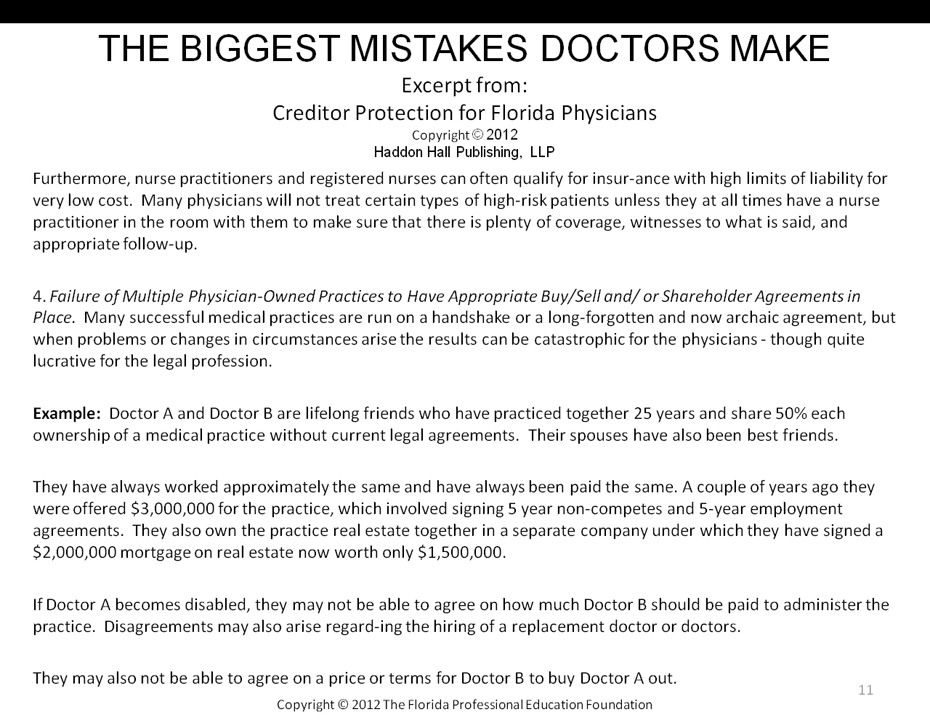 THE BIGGEST MISTAKES DOCTORS MAKE
Excerpt from:
Creditor Protection for Florida Physicians
Copyright © 2012
Haddon Hall Publishing, LLP
Furthermore, nurse practitioners and registered nurses can often qualify for insur-ance with high limits of liability for
very low cost. Many physicians will not treat certain types of high-risk patients unless they at all times have a nurse
practitioner in the room with them to make sure that there is plenty of coverage, witnesses to what is said, and
appropriate follow-up.
4. Failure of Multiple Physician-Owned Practices to Have Appropriate Buy/Sell and/ or Shareholder Agreements in
Place. Many successful medical practices are run on a handshake or a long-forgotten and now archaic agreement, but
when problems or changes in circumstances arise the results can be catastrophic for the physicians - though quite
lucrative for the legal profession.
Example: Doctor A and Doctor B are lifelong friends who have practiced together 25 years and share 50% each
ownership of a medical practice without current legal agreements. Their spouses have also been best friends.
They have always worked approximately the same and have always been paid the same. A couple of years ago they
were offered $3,000,000 for the practice, which involved signing 5 year non-competes and 5-year employment
agreements. They also own the practice real estate together in a separate company under which they have signed a
$2,000,000 mortgage on real estate now worth only $1,500,000.
If Doctor A becomes disabled, they may not be able to agree on how much Doctor B should be paid to administer the
practice. Disagreements may also arise regard-ing the hiring of a replacement doctor or doctors.
They may also not be able to agree on a price or terms for Doctor B to buy Doctor A out.
11
Copyright © 2012 The Florida Professional Education Foundation